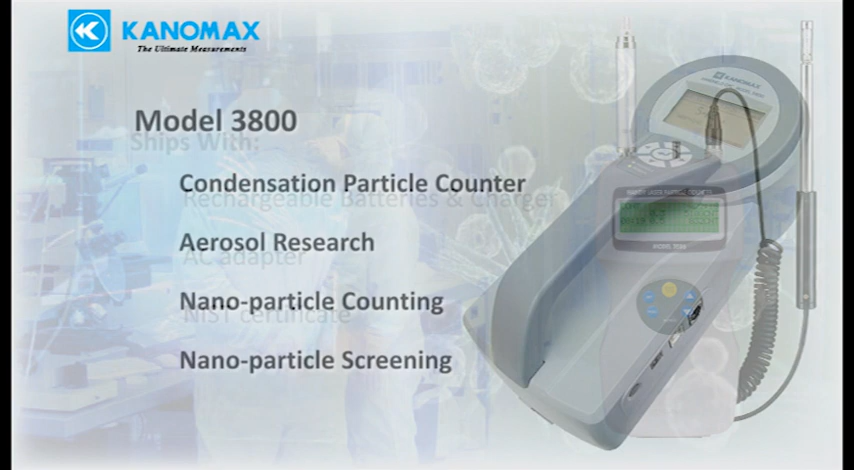 KANOMAX
The Ultimate Measurements
Model 3800
Ships With:
Condensation Particle Counter
Rechargeable Batteries & Charger
Aerosol Research
AC adapter
Nano-particle Counting
NIST certificate
Nano-particle Screening
KANOMAX